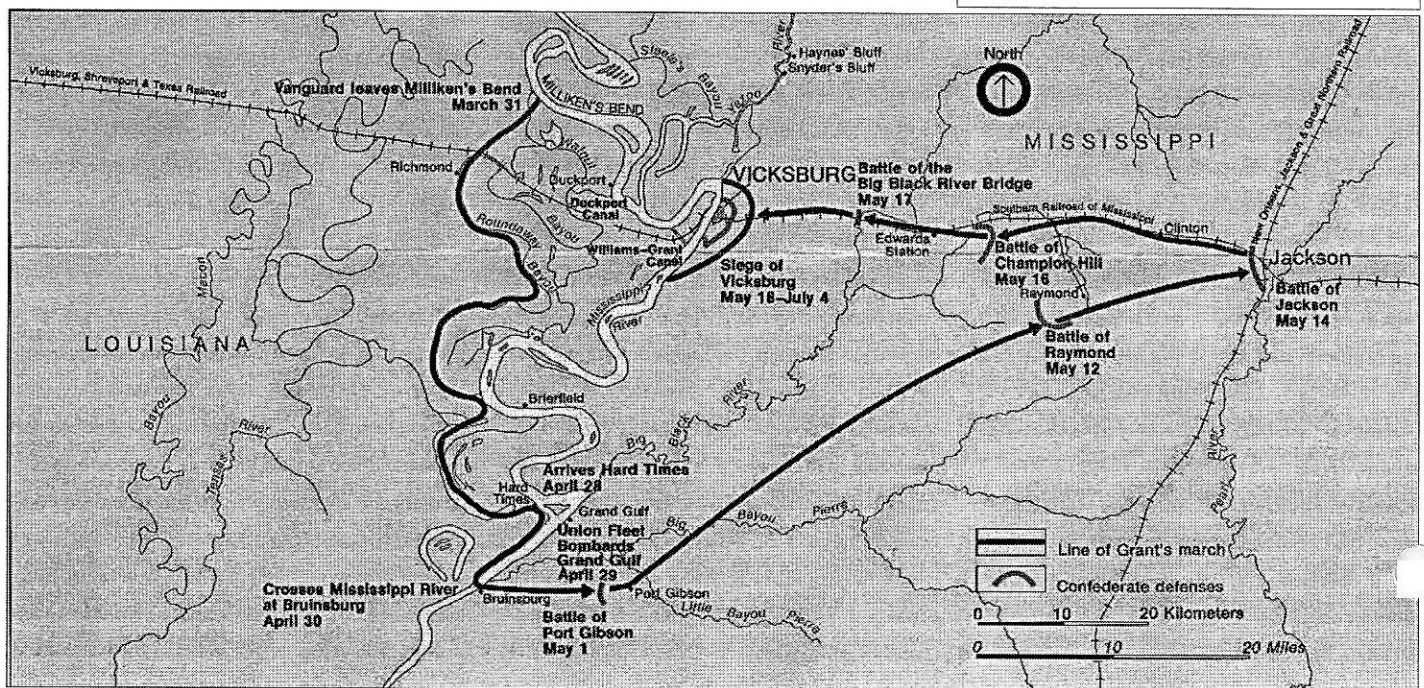 Vicksburg, Shreveport & Texas Railroad
Vanguard leaves Milliken's Bend
March 31
MILLIKEN'S BEND
Steele's
Bayou
Yazoo
River
Haynes' Bluff
Snyder's Bluff
North
MISSISSIPPI
New Orleans, Jackson & Great Northern Railroad
Richmond
Walnut
Bayou
Duckport
Duckport
Canal
Williams-Grant
Canal
Roundaway
Bayou
VICKSBURG
Battle of the
Big Black River Bridge
May 17
Siege of
Vicksburg
May 18–July 4
Southern Railroad of Mississippi
Edwards
Station
Clinton
Battle of
Champion Hill
May 16
Raymond
Battle of
Raymond
May 12
Jackson
Battle of
Jackson
May 14
Mississippi
River
LOUISIANA
Macon
Bayou
Tensas
River
Brierfield
Big
Black
River
Arrives Hard Times
April 28
Hard
Times
Grand Gulf
Union Fleet
Bombards
Grand Gulf
April 29
Big
Bayou
Pierre
Pearl
River
Crosses Mississippi River
at Bruinsburg
April 30
Bruinsburg
Port Gibson
Battle of
Port Gibson
May 1
Little Bayou Pierre
Line of Grant's march
Confederate defenses
0 10 20 Kilometers
0 10 20 Miles